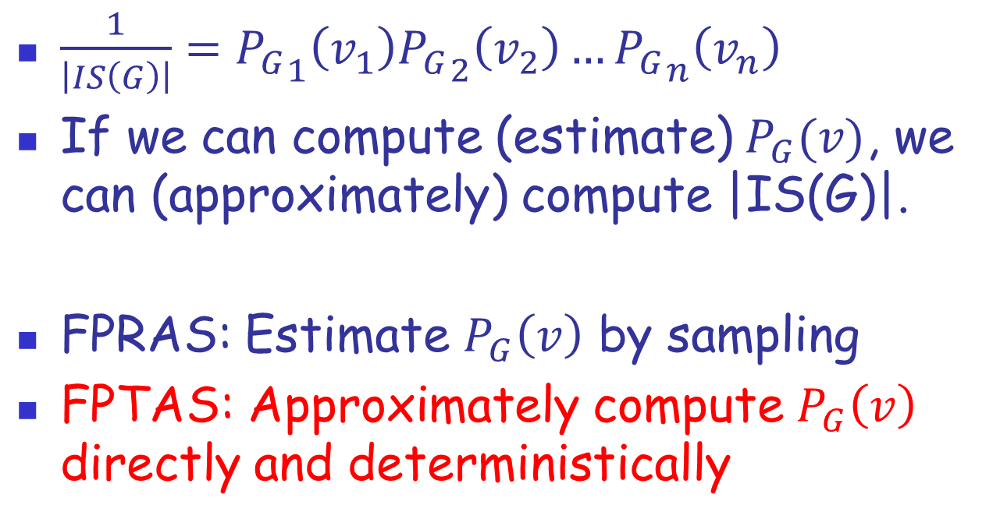 ■ $\frac{1}{|IS(G)|} = P_{G_1}(v_1)P_{G_2}(v_2) \ldots P_{G_n}(v_n)$
■ If we can compute (estimate) $P_G(v)$, we
can (approximately) compute |IS(G)|.
■ FPRAS: Estimate $P_G(v)$ by sampling
■ FPTAS: Approximately compute $P_G(v)$
directly and deterministically